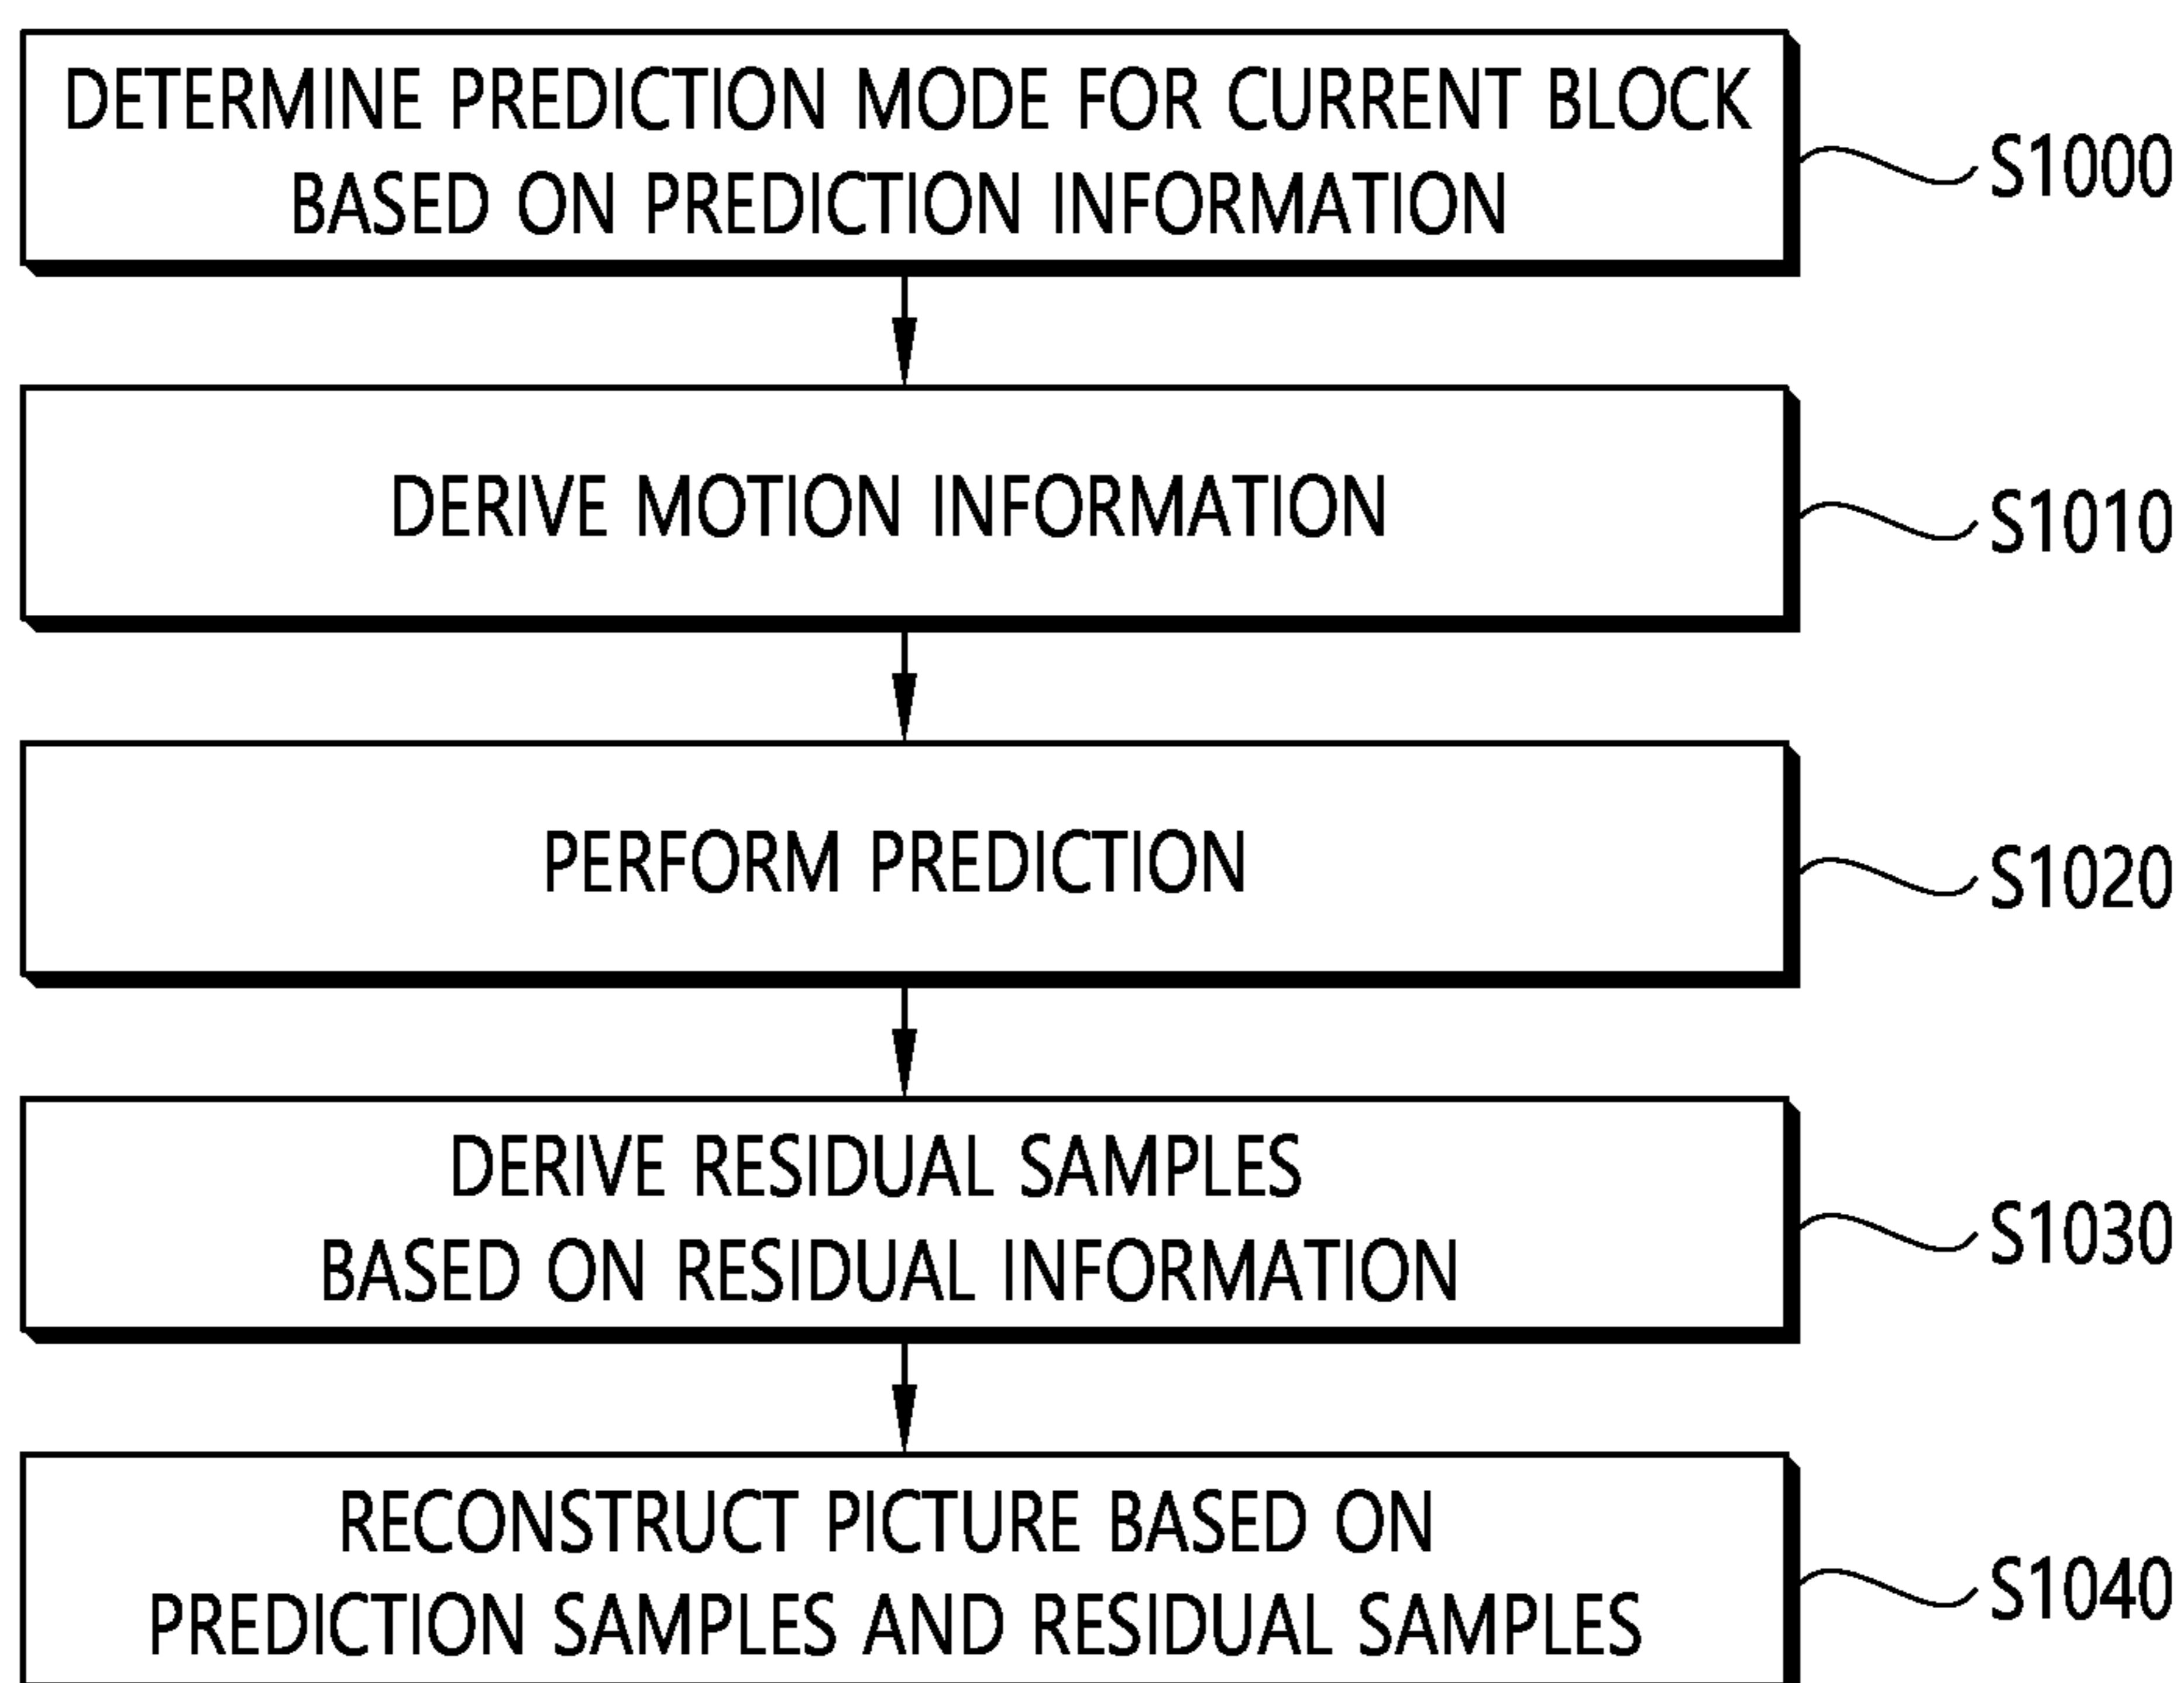 DETERMINE PREDICTION MODE FOR CURRENT BLOCK
BASED ON PREDICTION INFORMATION
S1000
DERIVE MOTION INFORMATION
S1010
PERFORM PREDICTION
S1020
DERIVE RESIDUAL SAMPLES
BASED ON RESIDUAL INFORMATION
S1030
RECONSTRUCT PICTURE BASED ON
PREDICTION SAMPLES AND RESIDUAL SAMPLES
S1040